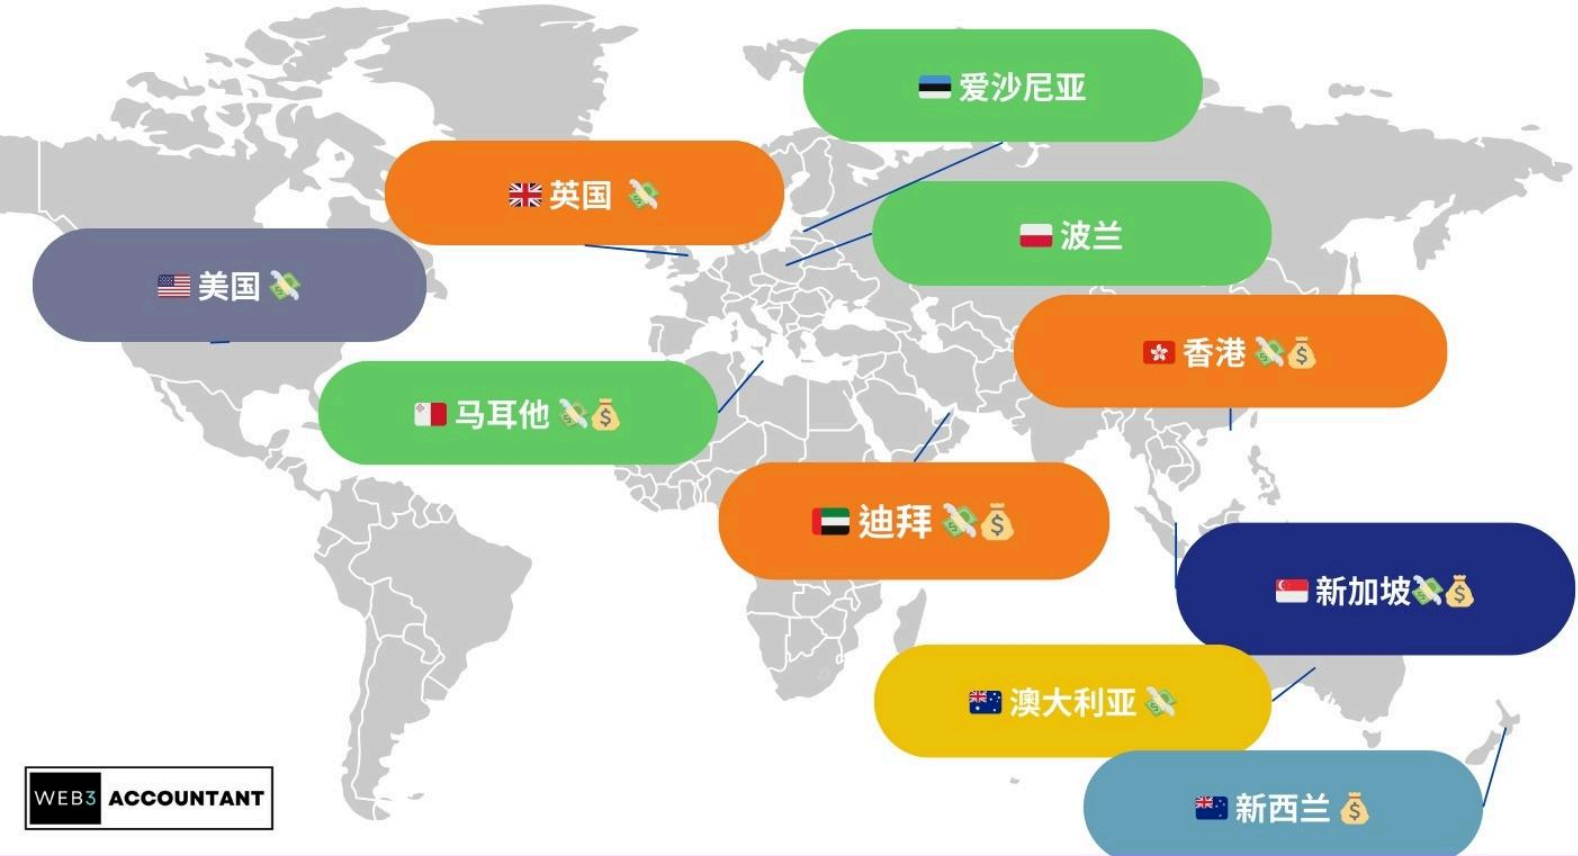 爱沙尼亚
英国
波兰
美国
香港
马耳他
迪拜
新加坡
澳大利亚
新西兰
WEB3 ACCOUNTANT